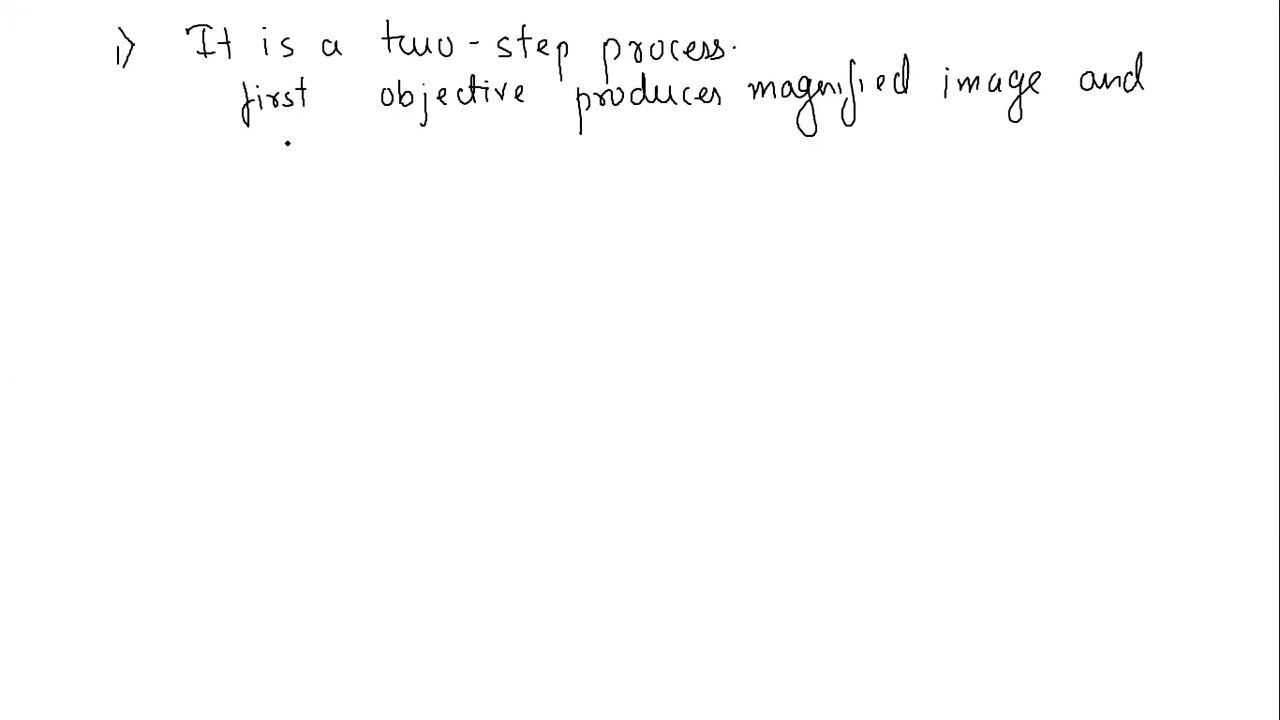 1) It is a two-step process.
first objective produces magnified image and